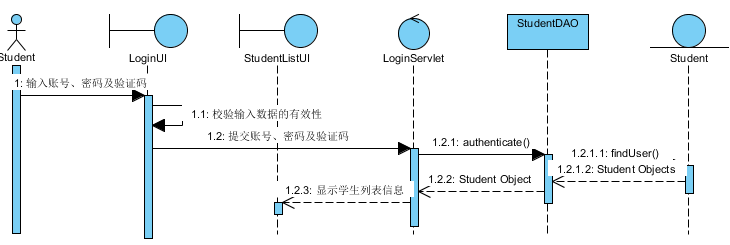 StudentDAO
Student
LoginUI
StudentListUI
LoginServlet
Student
1: 输入账号、密码及验证码
1.1: 校验输入数据的有效性
1.2: 提交账号、密码及验证码
1.2.1: authenticate()
1.2.1.1: findUser()
1.2.1.2: Student Objects
1.2.2: Student Object
1.2.3: 显示学生列表信息